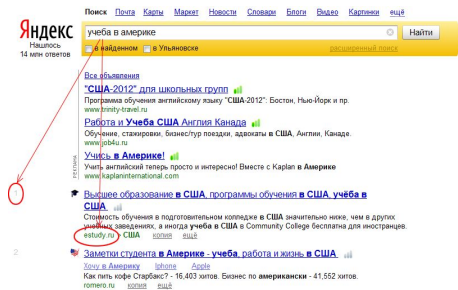 Поиск Почта Карты Маркет Новости Словари Блоги Видео Картинки ещё
Яндекс
Нашлось
14 млн ответов
учеба в америке
Найти
в найденном в Ульяновске
расширенный поиск
Все объявления
"США-2012" для школьных групп
Программа обучения английскому языку "США-2012": Бостон, Нью-Йорк и пр.
www.trinity-travel.ru
Работа и Учеба США Англия Канада
Обучение, стажировки, бизнес/тур поездки, адвокаты в США, Англии, Канаде.
www.job4u.ru
Учись в Америке!
Учить английский теперь просто и интересно! Вместе с Kaplan в Америке
www.kaplaninternational.com
РЕКЛАМА
1
Высшее образование в США, программы обучения в США, учёба в
США
Стоимость обучения в подготовительном колледже в США значительно ниже, чем в других
учебных заведениях, а иногда учеба в США в Community College бесплатна для иностранцев.
estudy.ru › США копия ещё
2
Заметки студента в Америке - учеба, работа и жизнь в США
Хочу в Америку Iphone Apple
Как пить кофе Старбакс? - 16,403 хитов. Бизнес по американски - 41,552 хитов.
romero.ru копия ещё